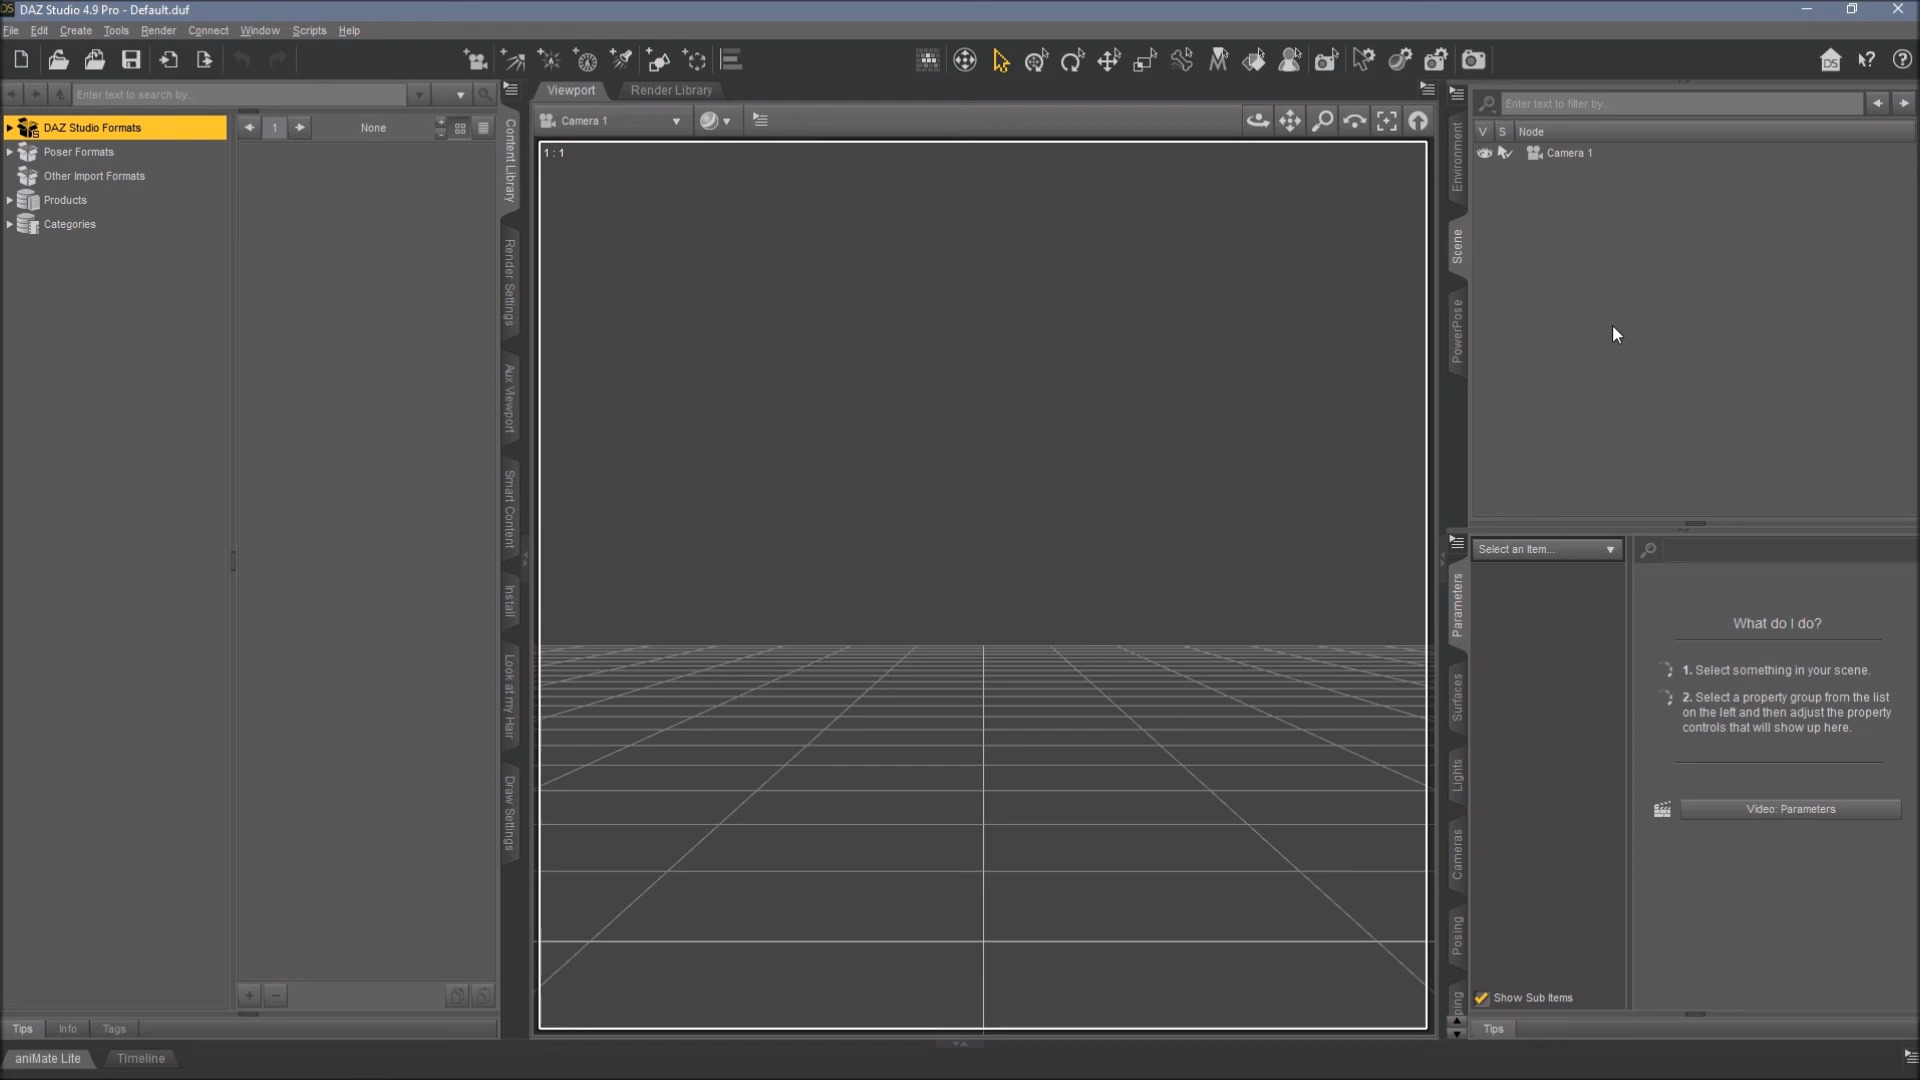 DAZ Studio 4.9 Pro - Default.duf
File Edit Create Tools Render Connect Window Scripts Help
Enter text to search by...
DAZ Studio Formats
Poser Formats
Other Import Formats
Products
Categories
1
None
Tips Info Tags
aniMate Lite Timeline
Content Library
Render Settings
Aux Viewport
Smart Content
Install
Look at my Hair
Draw Settings
Viewport Render Library
Camera 1
1 : 1
DS
Environment
Scene
PowerPose
Enter text to filter by...
V S Node
Camera 1
Parameters
Surfaces
Lights
Cameras
Posing
ping
Select an Item...
Show Sub Items
What do I do?
1. Select something in your scene.
2. Select a property group from the list
on the left and then adjust the property
controls that will show up here.
Video: Parameters
Tips